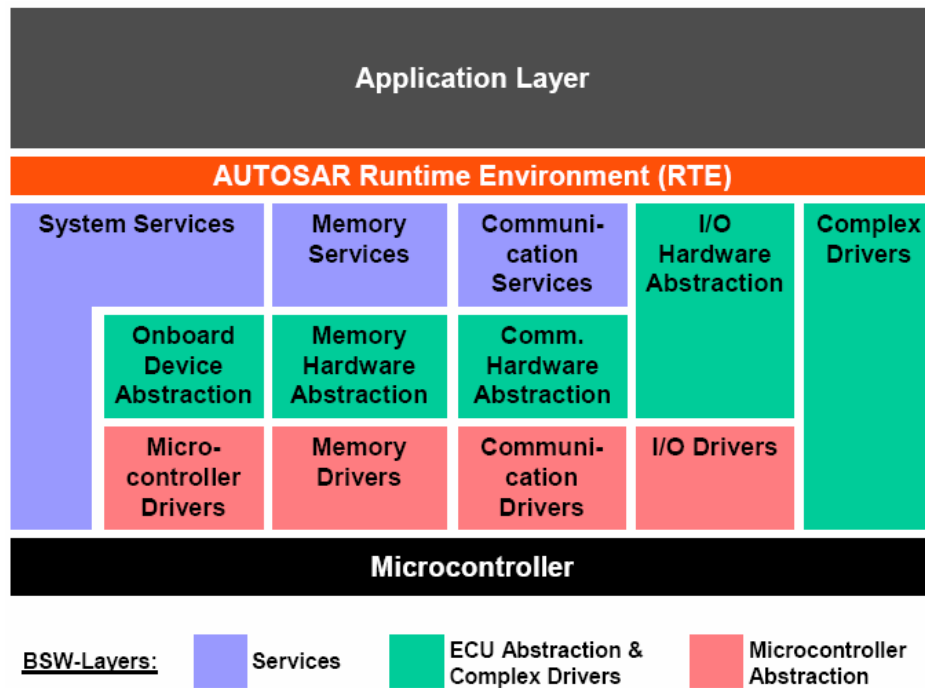 Application Layer
AUTOSAR Runtime Environment (RTE)
System Services
Memory
Services
Communi-
cation
Services
I/O
Hardware
Abstraction
Complex
Drivers
Onboard
Device
Abstraction
Memory
Hardware
Abstraction
Comm.
Hardware
Abstraction
Micro-
controller
Drivers
Memory
Drivers
Communi-
cation
Drivers
I/O Drivers
Microcontroller
BSW-Layers:
Services
ECU Abstraction &
Complex Drivers
Microcontroller
Abstraction